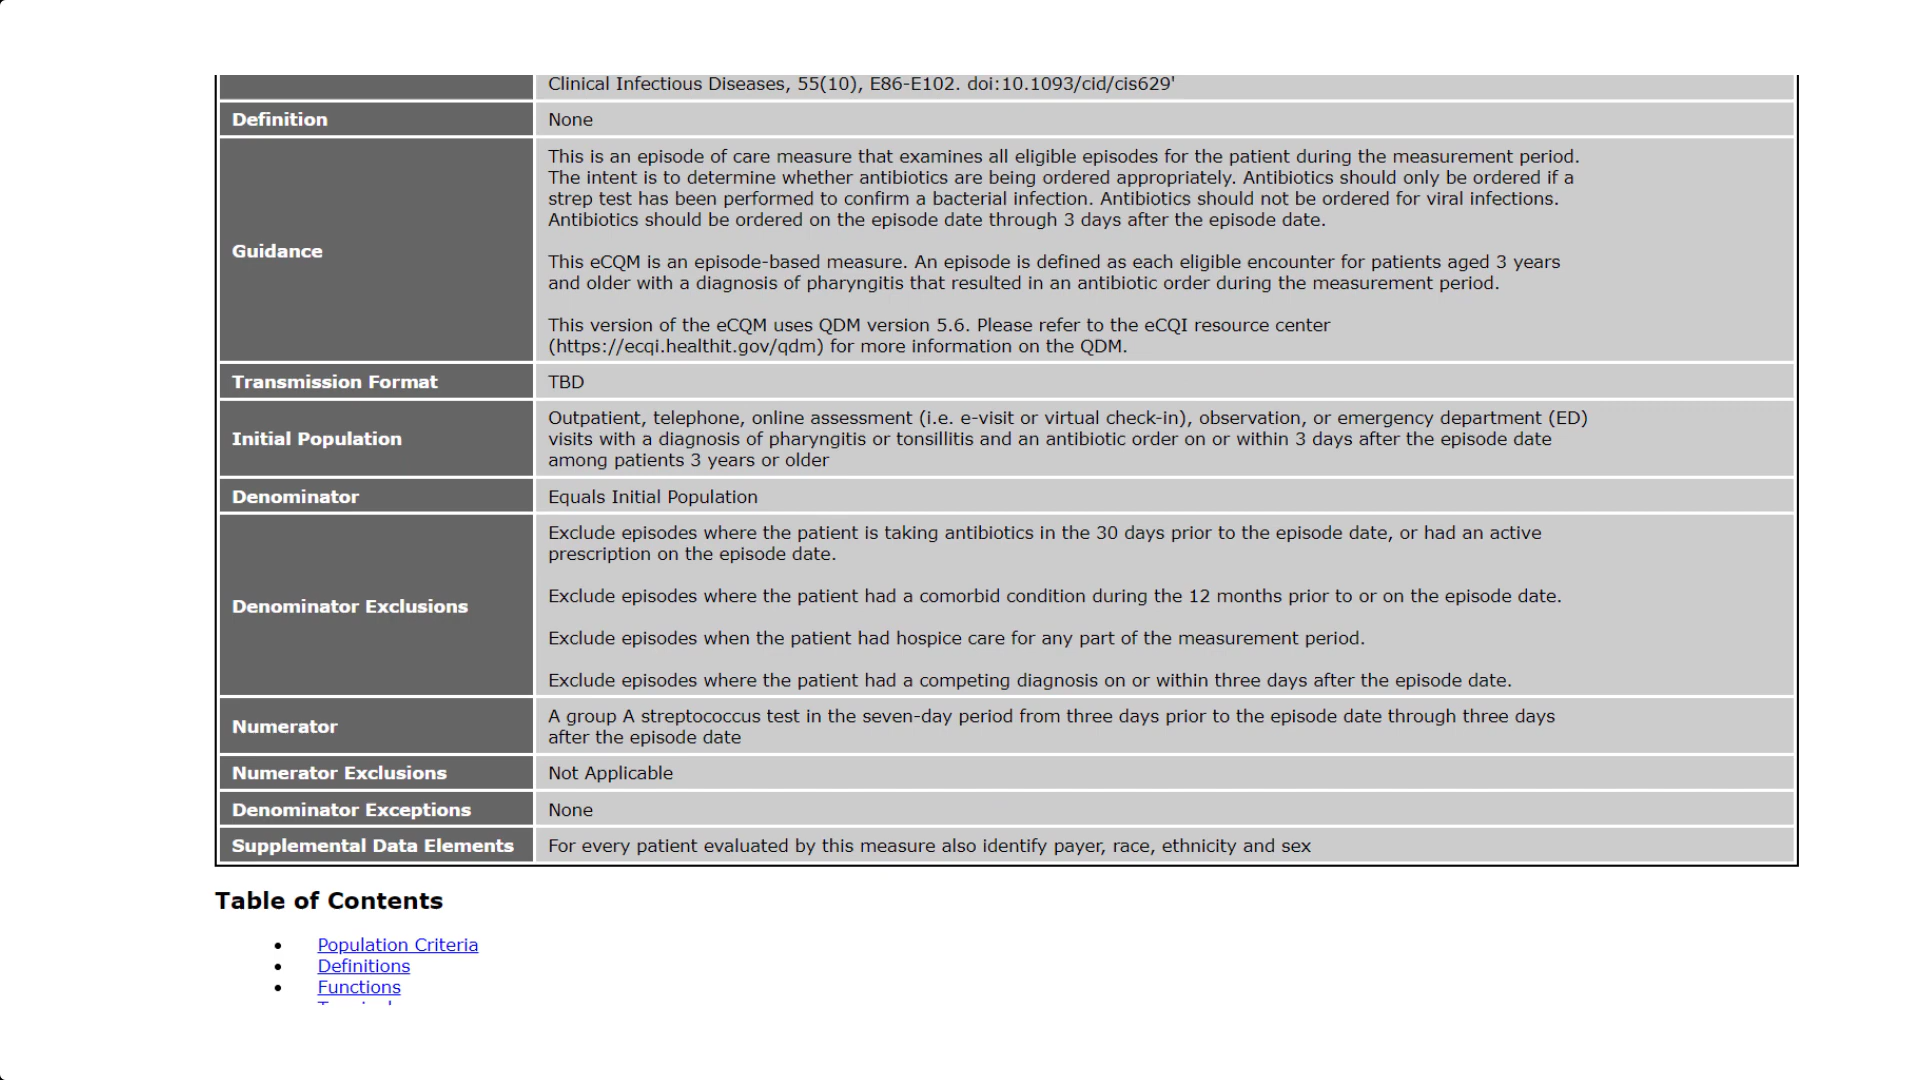 Clinical Infectious Diseases, 55(10), E86-E102. doi:10.1093/cid/cis629'
Definition
None
Guidance
This is an episode of care measure that examines all eligible episodes for the patient during the measurement period.
The intent is to determine whether antibiotics are being ordered appropriately. Antibiotics should only be ordered if a
strep test has been performed to confirm a bacterial infection. Antibiotics should not be ordered for viral infections.
Antibiotics should be ordered on the episode date through 3 days after the episode date.
This eCQM is an episode-based measure. An episode is defined as each eligible encounter for patients aged 3 years
and older with a diagnosis of pharyngitis that resulted in an antibiotic order during the measurement period.
This version of the eCQM uses QDM version 5.6. Please refer to the eCQI resource center
(https://ecqi.healthit.gov/qdm) for more information on the QDM.
Transmission Format
TBD
Initial Population
Outpatient, telephone, online assessment (i.e. e-visit or virtual check-in), observation, or emergency department (ED)
visits with a diagnosis of pharyngitis or tonsillitis and an antibiotic order on or within 3 days after the episode date
among patients 3 years or older
Denominator
Equals Initial Population
Denominator Exclusions
Exclude episodes where the patient is taking antibiotics in the 30 days prior to the episode date, or had an active
prescription on the episode date.
Exclude episodes where the patient had a comorbid condition during the 12 months prior to or on the episode date.
Exclude episodes when the patient had hospice care for any part of the measurement period.
Exclude episodes where the patient had a competing diagnosis on or within three days after the episode date.
Numerator
A group A streptococcus test in the seven-day period from three days prior to the episode date through three days
after the episode date
Numerator Exclusions
Not Applicable
Denominator Exceptions
None
Supplemental Data Elements
For every patient evaluated by this measure also identify payer, race, ethnicity and sex
Table of Contents
• Population Criteria
• Definitions
• Functions